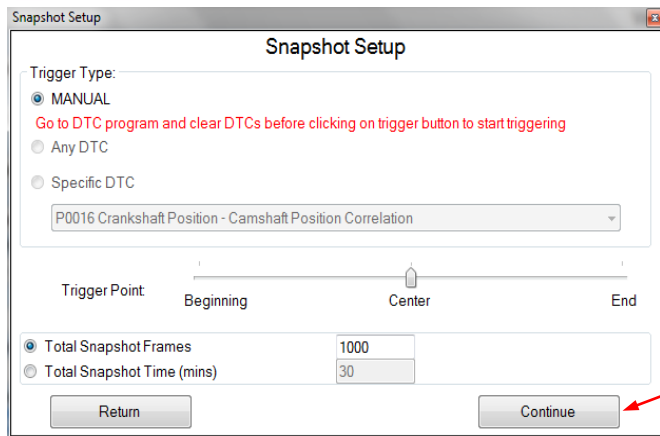 Snapshot Setup
Snapshot Setup
Trigger Type:
MANUAL
Go to DTC program and clear DTCs before clicking on trigger button to start triggering
Any DTC
Specific DTC
P0016 Crankshaft Position - Camshaft Position Correlation
Trigger Point:
Beginning Center End
Total Snapshot Frames 1000
Total Snapshot Time (mins) 30
Return Continue